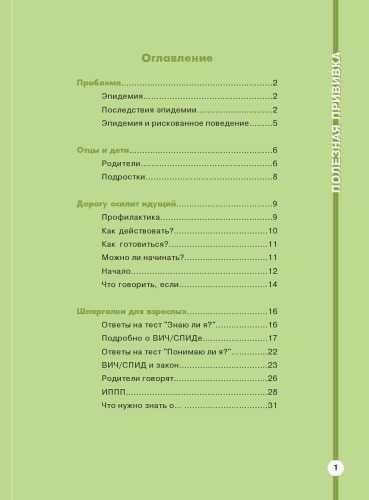 Оглавление
Проблема....................................................2
Эпидемия...............................................2
Последствия эпидемии........................2
Эпидемия и рискованное поведение.......5
Отцы и дети...............................................6
Родители................................................6
Подростки..............................................8
Дорогу осилит идущий..............................9
Профилактика........................................9
Как действовать?.................................10
Как готовиться?...................................11
Можно ли начинать?............................11
Начало.................................................12
Что говорить, если...............................14
Шпаргалки для взрослых.........................16
Ответы на тест "Знаю ли я?"................16
Подробно о ВИЧ/СПИДе......................17
Ответы на тест "Понимаю ли я?".........22
ВИЧ/СПИД и закон..............................23
Родители говорят.................................26
ИППП..................................................28
Что нужно знать о... ............................31
ПОЛЕЗНАЯ ПРИВИВКА
1